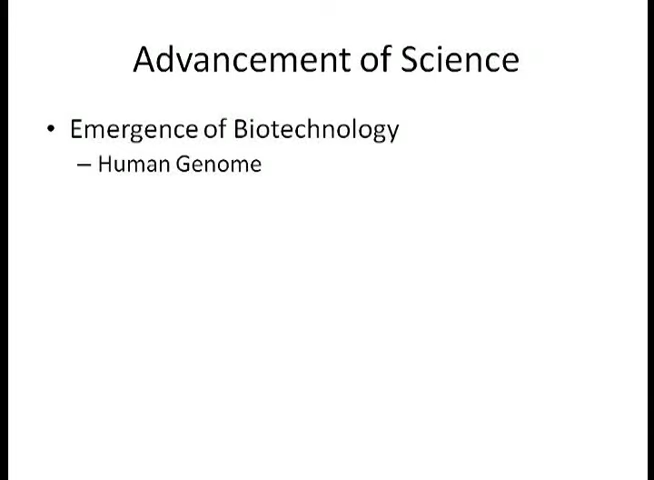 Advancement of Science
• Emergence of Biotechnology
– Human Genome